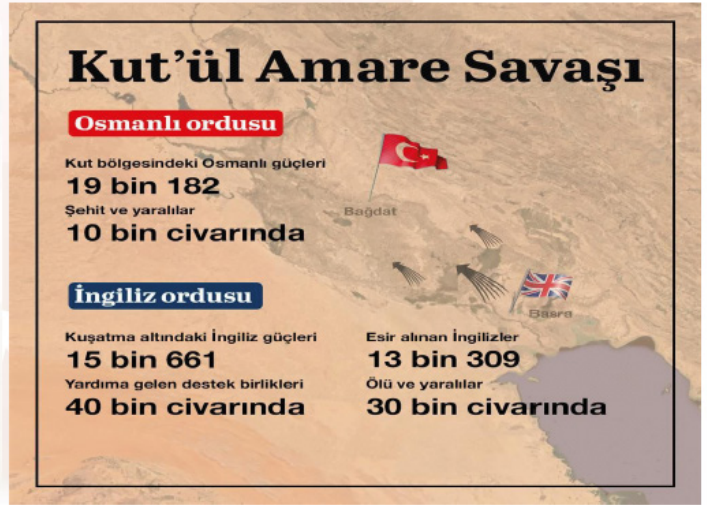 Kut'ül Amare Savaşı
Osmanlı ordusu
Kut bölgesindeki Osmanlı güçleri
19 bin 182
Şehit ve yaralılar
10 bin civarında
Bağdat
Basra
İngiliz ordusu
Kuşatma altındaki İngiliz güçleri
15 bin 661
Yardıma gelen destek birlikleri
40 bin civarında
Esir alınan İngilizler
13 bin 309
Ölü ve yaralılar
30 bin civarında